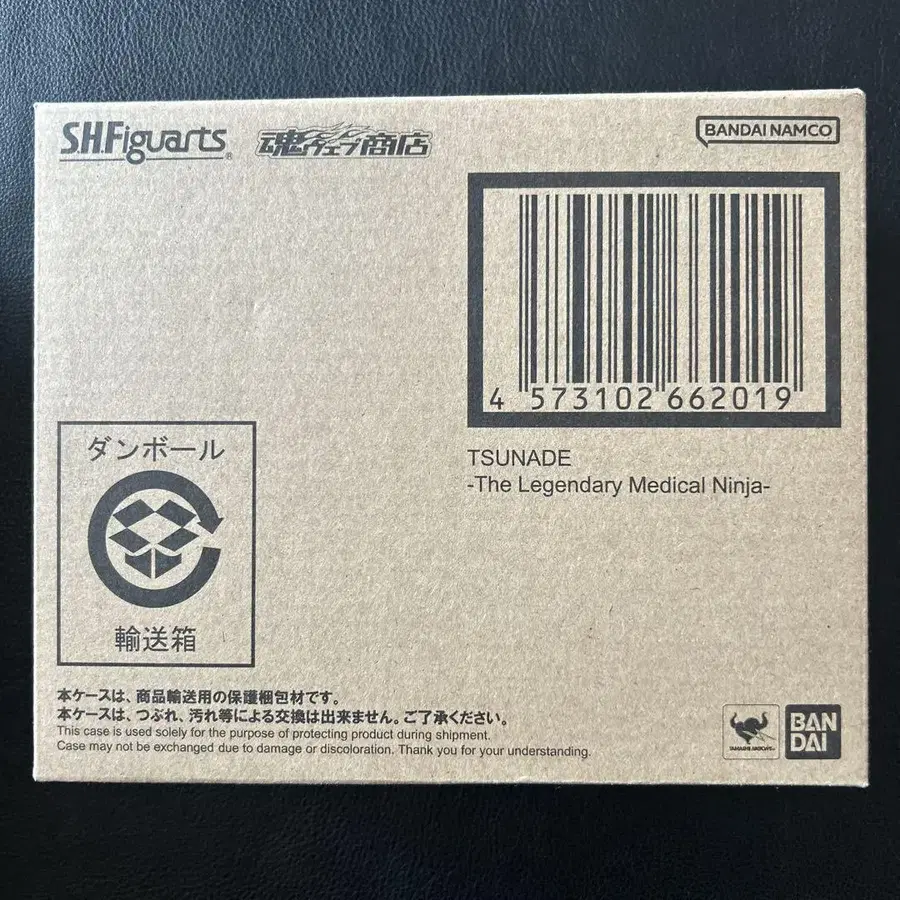 S.H.Figuarts®
魂ウェブ商店
BANDAI NAMCO
4 573102 662019
TSUNADE
-The Legendary Medical Ninja-
ダンボール
輸送箱
本ケースは、商品輸送用の保護梱包材です。
本ケースは、つぶれ、汚れ等による交換は出来ません。ご了承ください。
This case is used solely for the purpose of protecting product during shipment.
Case may not be exchanged due to damage or discoloration. Thank you for your understanding.
TAMASHII NATIONS
BAN
DAI